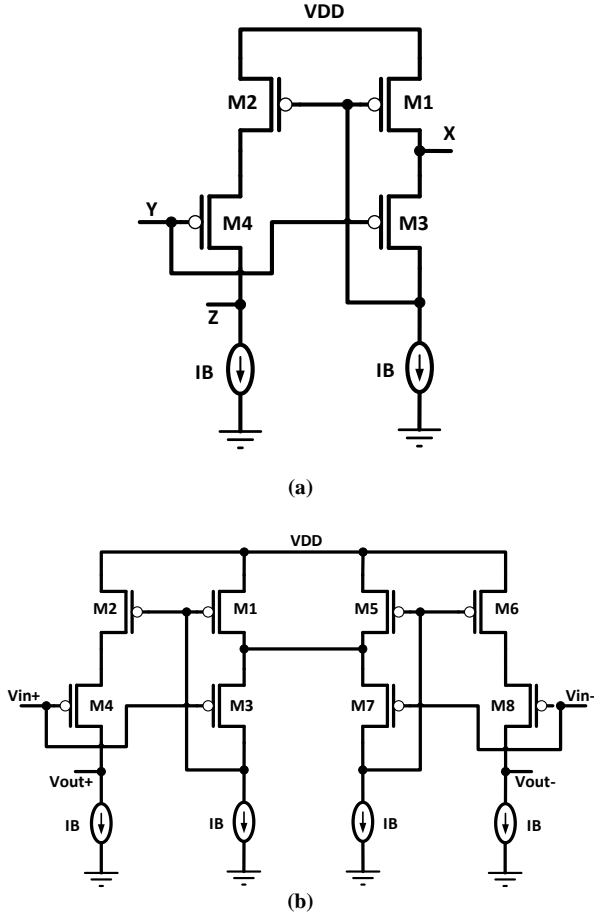 VDD
M2 M1
X
Y
M4 M3
Z
IB IB
(a)
VDD
M2 M1 M5 M6
Vin+ M4 M3 M7 M8 Vin-
Vout+ Vout-
IB IB IB IB
(b)